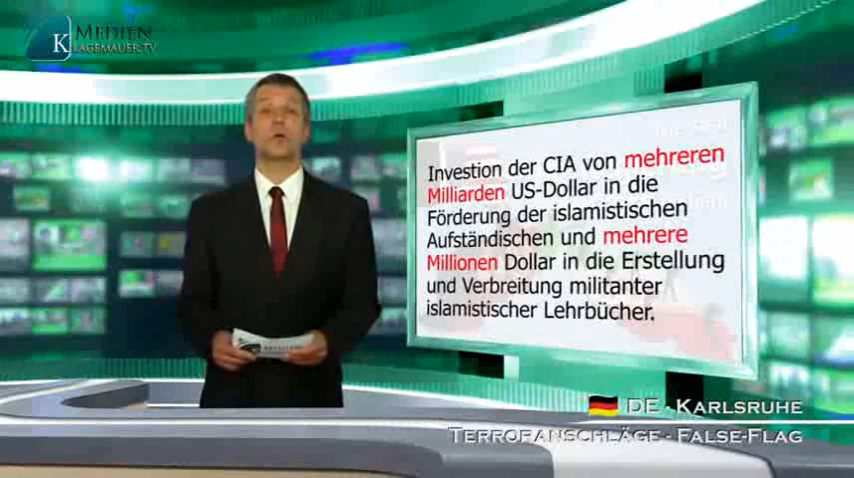 MEDIEN
KLAGEMAUER.TV
Investion der CIA von mehreren
Milliarden US-Dollar in die
Förderung der islamistischen
Aufständischen und mehrere
Millionen Dollar in die Erstellung
und Verbreitung militanter
islamistischer Lehrbücher.
DE - KARLSRUHE
TERRORANSCHLÄGE - FALSE-FLAG